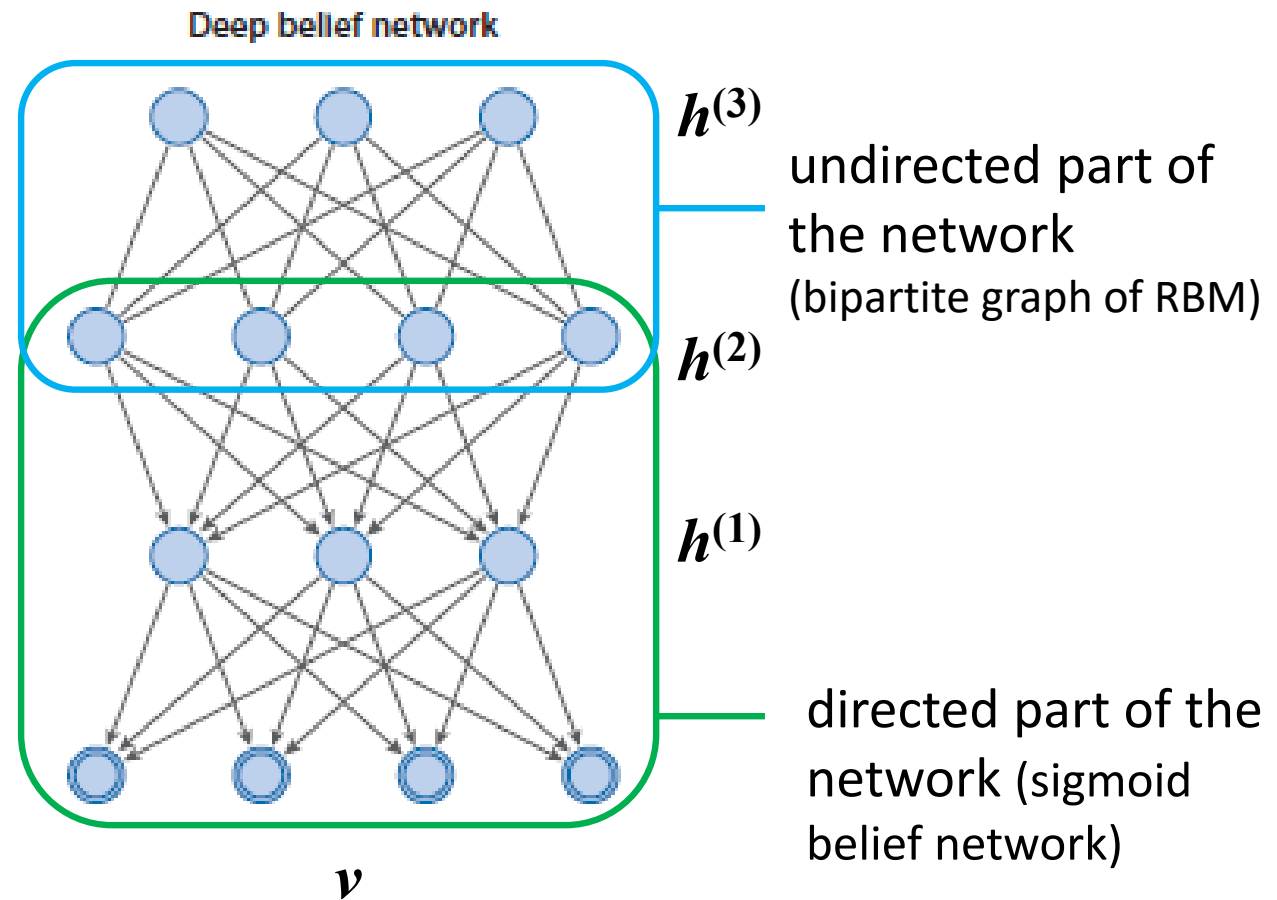 Deep belief network
h(3)
undirected part of
the network
(bipartite graph of RBM)
h(2)
h(1)
directed part of the
network (sigmoid
belief network)
v